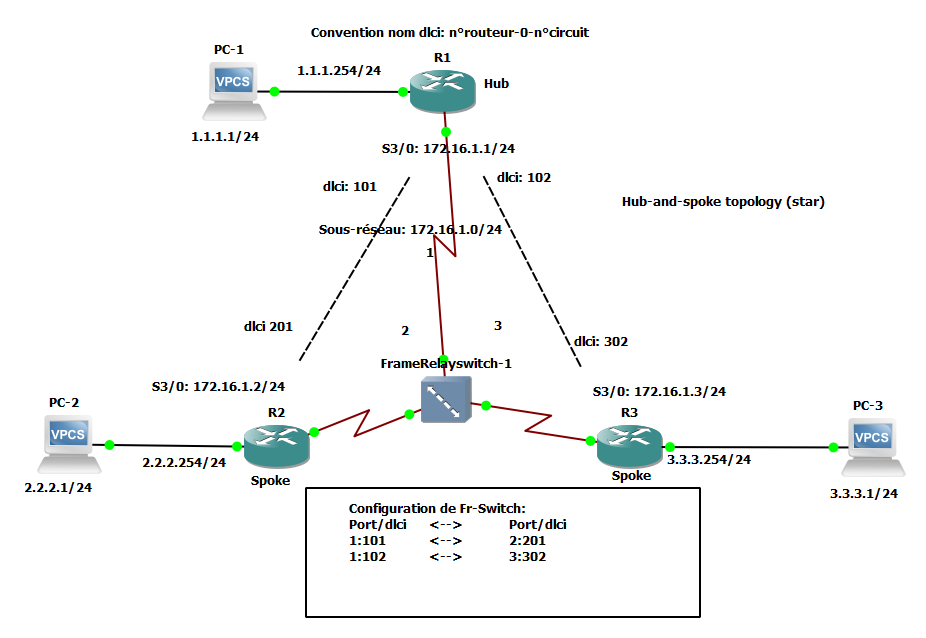 Convention nom dlci: n°routeur-0-n°circuit
PC-1
R1
VPCS
1.1.1.254/24
Hub
1.1.1.1/24
S3/0: 172.16.1.1/24
dlci: 101
dlci: 102
Hub-and-spoke topology (star)
Sous-réseau: 172.16.1.0/24
1
dlci 201
2
3
dlci: 302
FrameRelayswitch-1
S3/0: 172.16.1.2/24
S3/0: 172.16.1.3/24
PC-2
R2
R3
PC-3
VPCS
VPCS
2.2.2.254/24
3.3.3.254/24
2.2.2.1/24
Spoke
Spoke
3.3.3.1/24
Configuration de Fr-Switch:
Port/dlci <--> Port/dlci
1:101 <--> 2:201
1:102 <--> 3:302